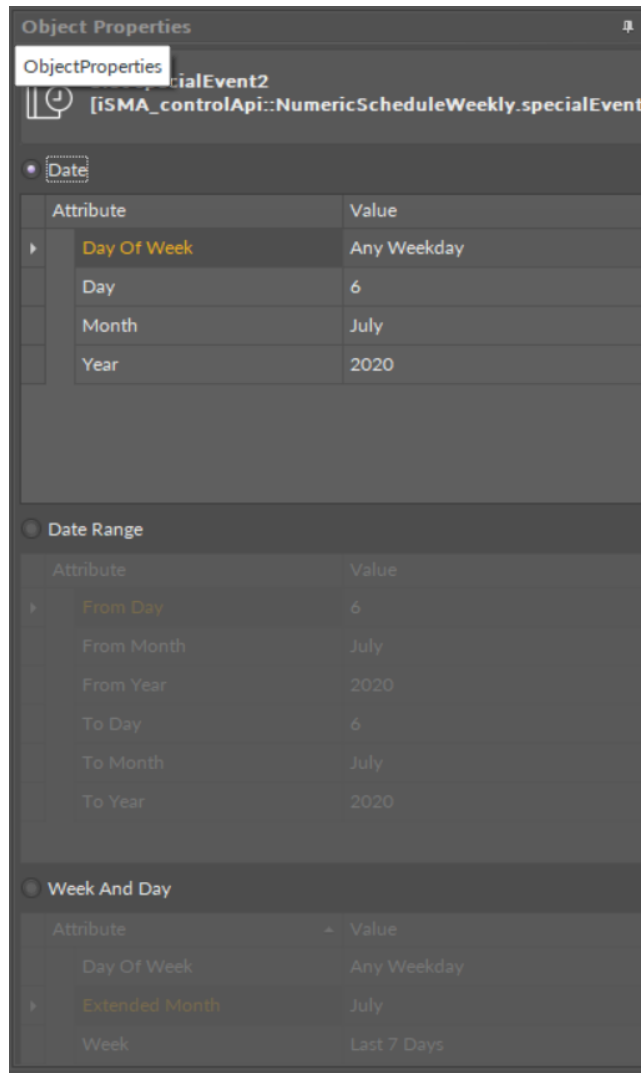 Object Properties
ObjectProperties
specialEvent2
[iSMA_controlApi::NumericScheduleWeekly.specialEvent
Date
Attribute Value
Day Of Week Any Weekday
Day 6
Month July
Year 2020
Date Range
Attribute Value
From Day 6
From Month July
From Year 2020
To Day 6
To Month July
To Year 2020
Week And Day
Attribute Value
Day Of Week Any Weekday
Extended Month July
Week Last 7 Days